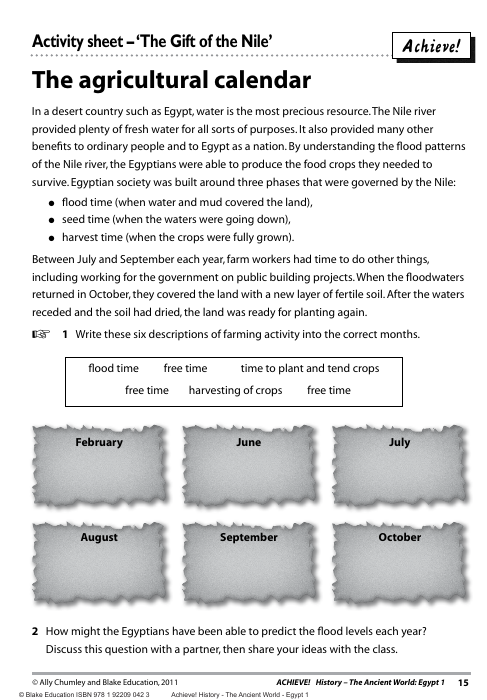 Activity sheet – ‘The Gift of the Nile’
Achieve!
The agricultural calendar
In a desert country such as Egypt, water is the most precious resource. The Nile river
provided plenty of fresh water for all sorts of purposes. It also provided many other
benefits to ordinary people and to Egypt as a nation. By understanding the flood patterns
of the Nile river, the Egyptians were able to produce the food crops they needed to
survive. Egyptian society was built around three phases that were governed by the Nile:
• flood time (when water and mud covered the land),
• seed time (when the waters were going down),
• harvest time (when the crops were fully grown).
Between July and September each year, farm workers had time to do other things,
including working for the government on public building projects. When the floodwaters
returned in October, they covered the land with a new layer of fertile soil. After the waters
receded and the soil had dried, the land was ready for planting again.
1 Write these six descriptions of farming activity into the correct months.
flood time free time time to plant and tend crops
free time harvesting of crops free time
February June July
August September October
2 How might the Egyptians have been able to predict the flood levels each year?
Discuss this question with a partner, then share your ideas with the class.
© Ally Chumley and Blake Education, 2011 ACHIEVE! History – The Ancient World: Egypt 1 15
© Blake Education ISBN 978 1 92209 042 3 Achieve! History - The Ancient World - Egypt 1